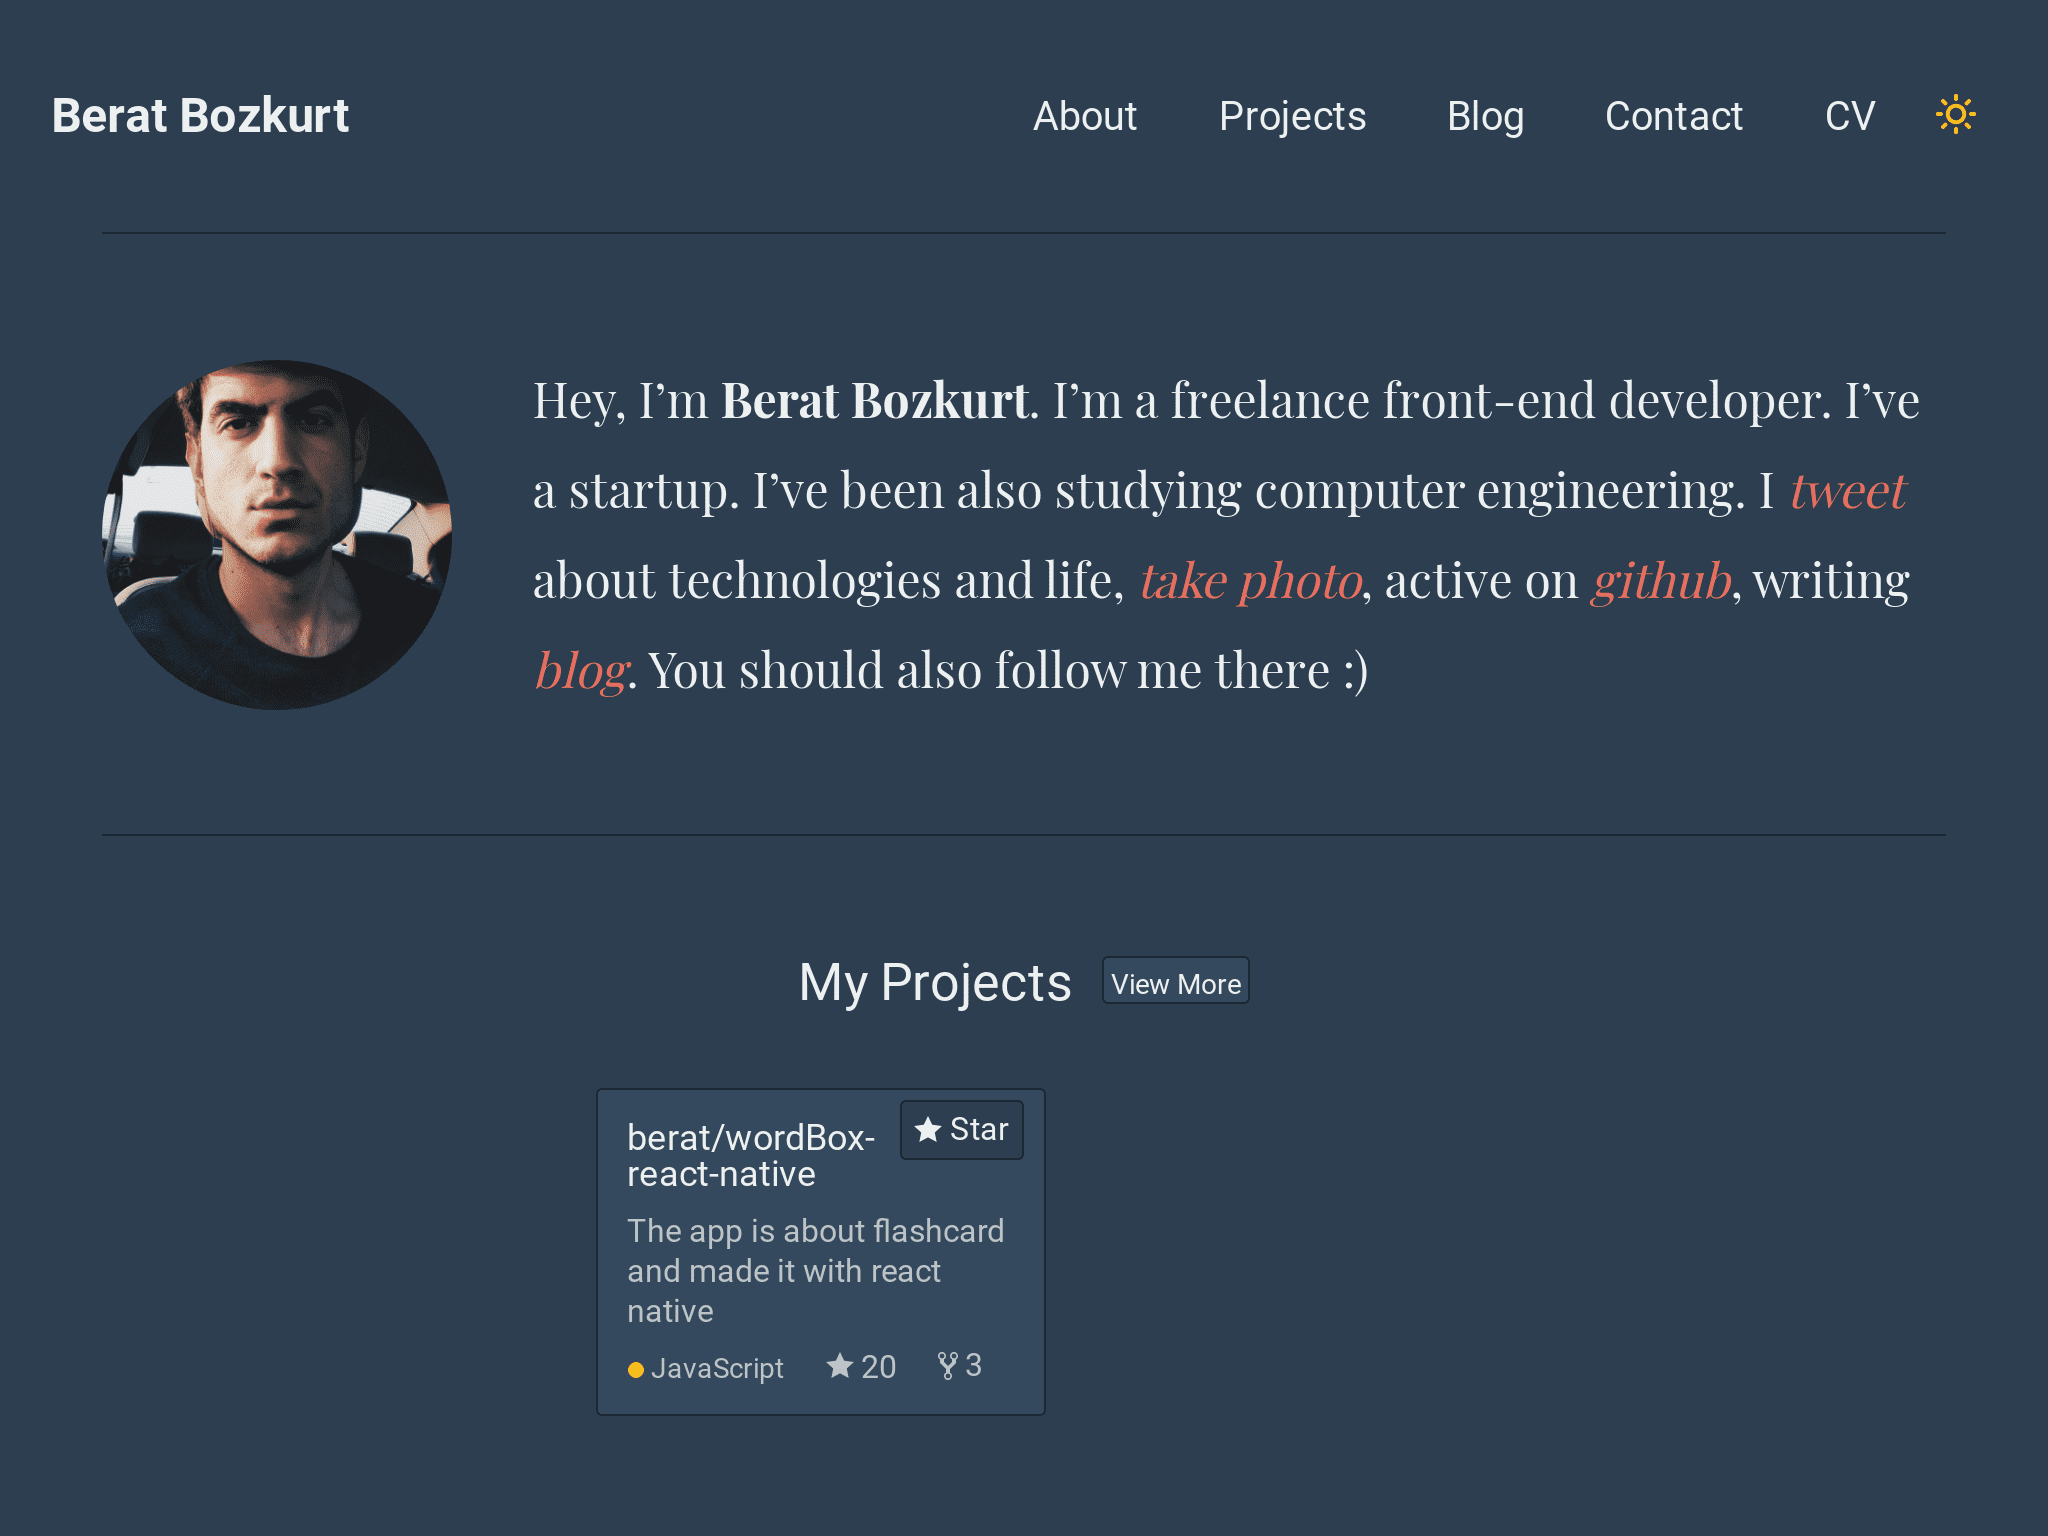 Berat Bozkurt
About Projects Blog Contact CV
Hey, I’m Berat Bozkurt. I’m a freelance front-end developer. I’ve
a startup. I’ve been also studying computer engineering. I tweet
about technologies and life, take photo, active on github, writing
blog. You should also follow me there :)
My Projects View More
berat/wordBox-
react-native
Star
The app is about flashcard
and made it with react
native
JavaScript 20 3